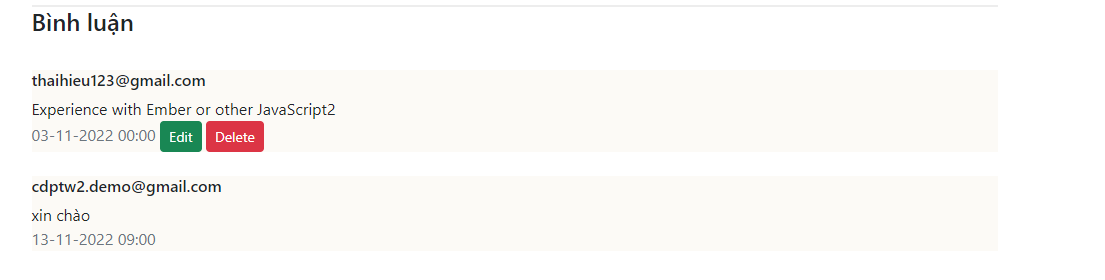 Bình luận
thaihieu123@gmail.com
Experience with Ember or other JavaScript2
03-11-2022 00:00 Edit Delete
cdptw2.demo@gmail.com
xin chào
13-11-2022 09:00